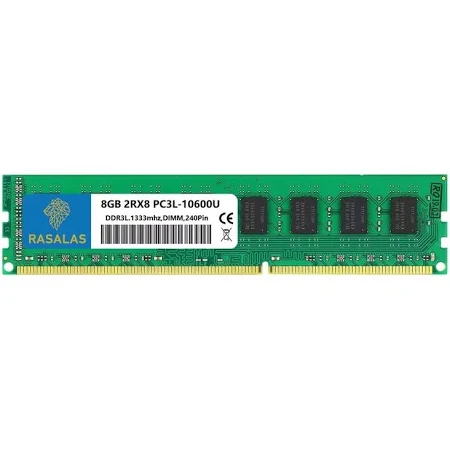 8GB 2RX8 PC3L-10600U
DDR3L.1333mhz,DIMM,240Pin
RASALAS
CE